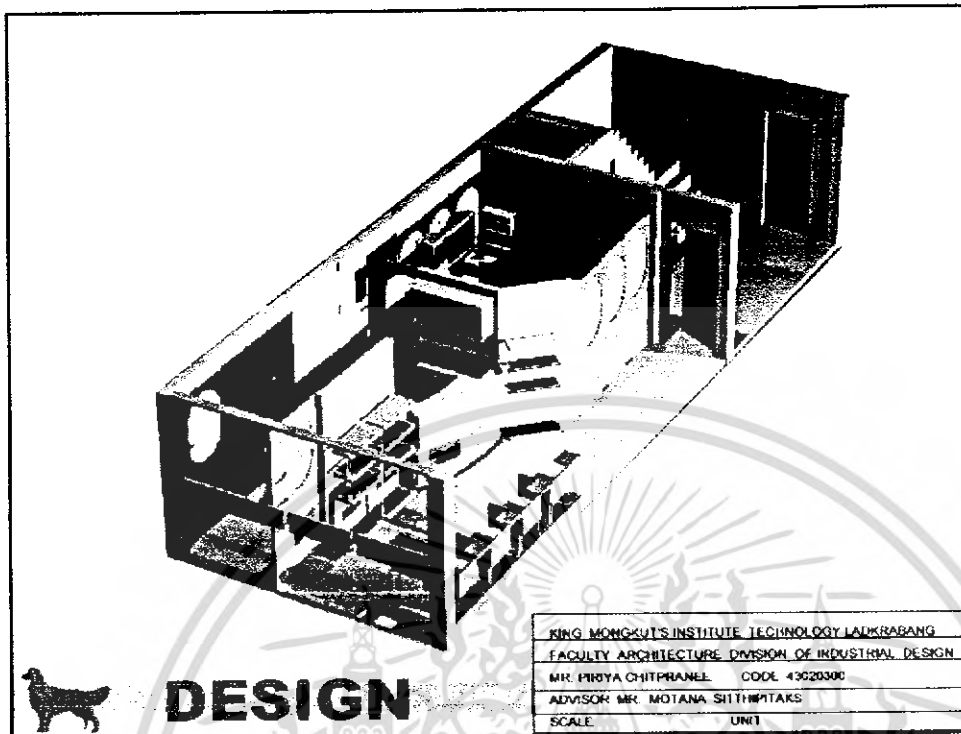 DESIGN
KING MONGKUT'S INSTITUTE TECHNOLOGY LADKRABANG
FACULTY ARCHITECTURE DIVISION OF INDUSTRIAL DESIGN
MR. PIRIYA CHITPHANEE CODE 43020300
ADVISOR MR. MOTANA SITTHIPITAKS
SCALE UNIT